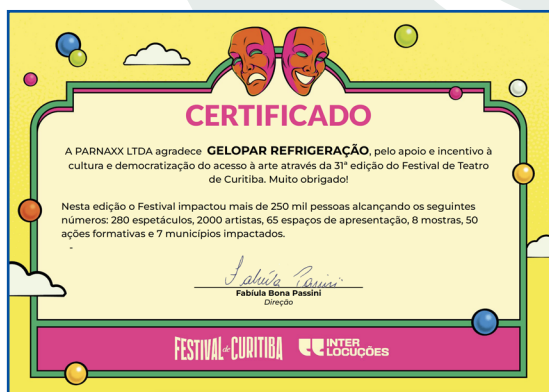 CERTIFICADO
A PARNAXX LTDA agradece GELOPAR REFRIGERAÇÃO, pelo apoio e incentivo à
cultura e democratização do acesso à arte através da 31ª edição do Festival de Teatro
de Curitiba. Muito obrigado!
Nesta edição o Festival impactou mais de 250 mil pessoas alcançando os seguintes
números: 280 espetáculos, 2000 artistas, 65 espaços de apresentação, 8 mostras, 50
ações formativas e 7 municípios impactados.
-
Fabíula Passini
Fabíula Bona Passini
Direção
FESTIVAL de CURITIBA INTER
LOCUÇÕES